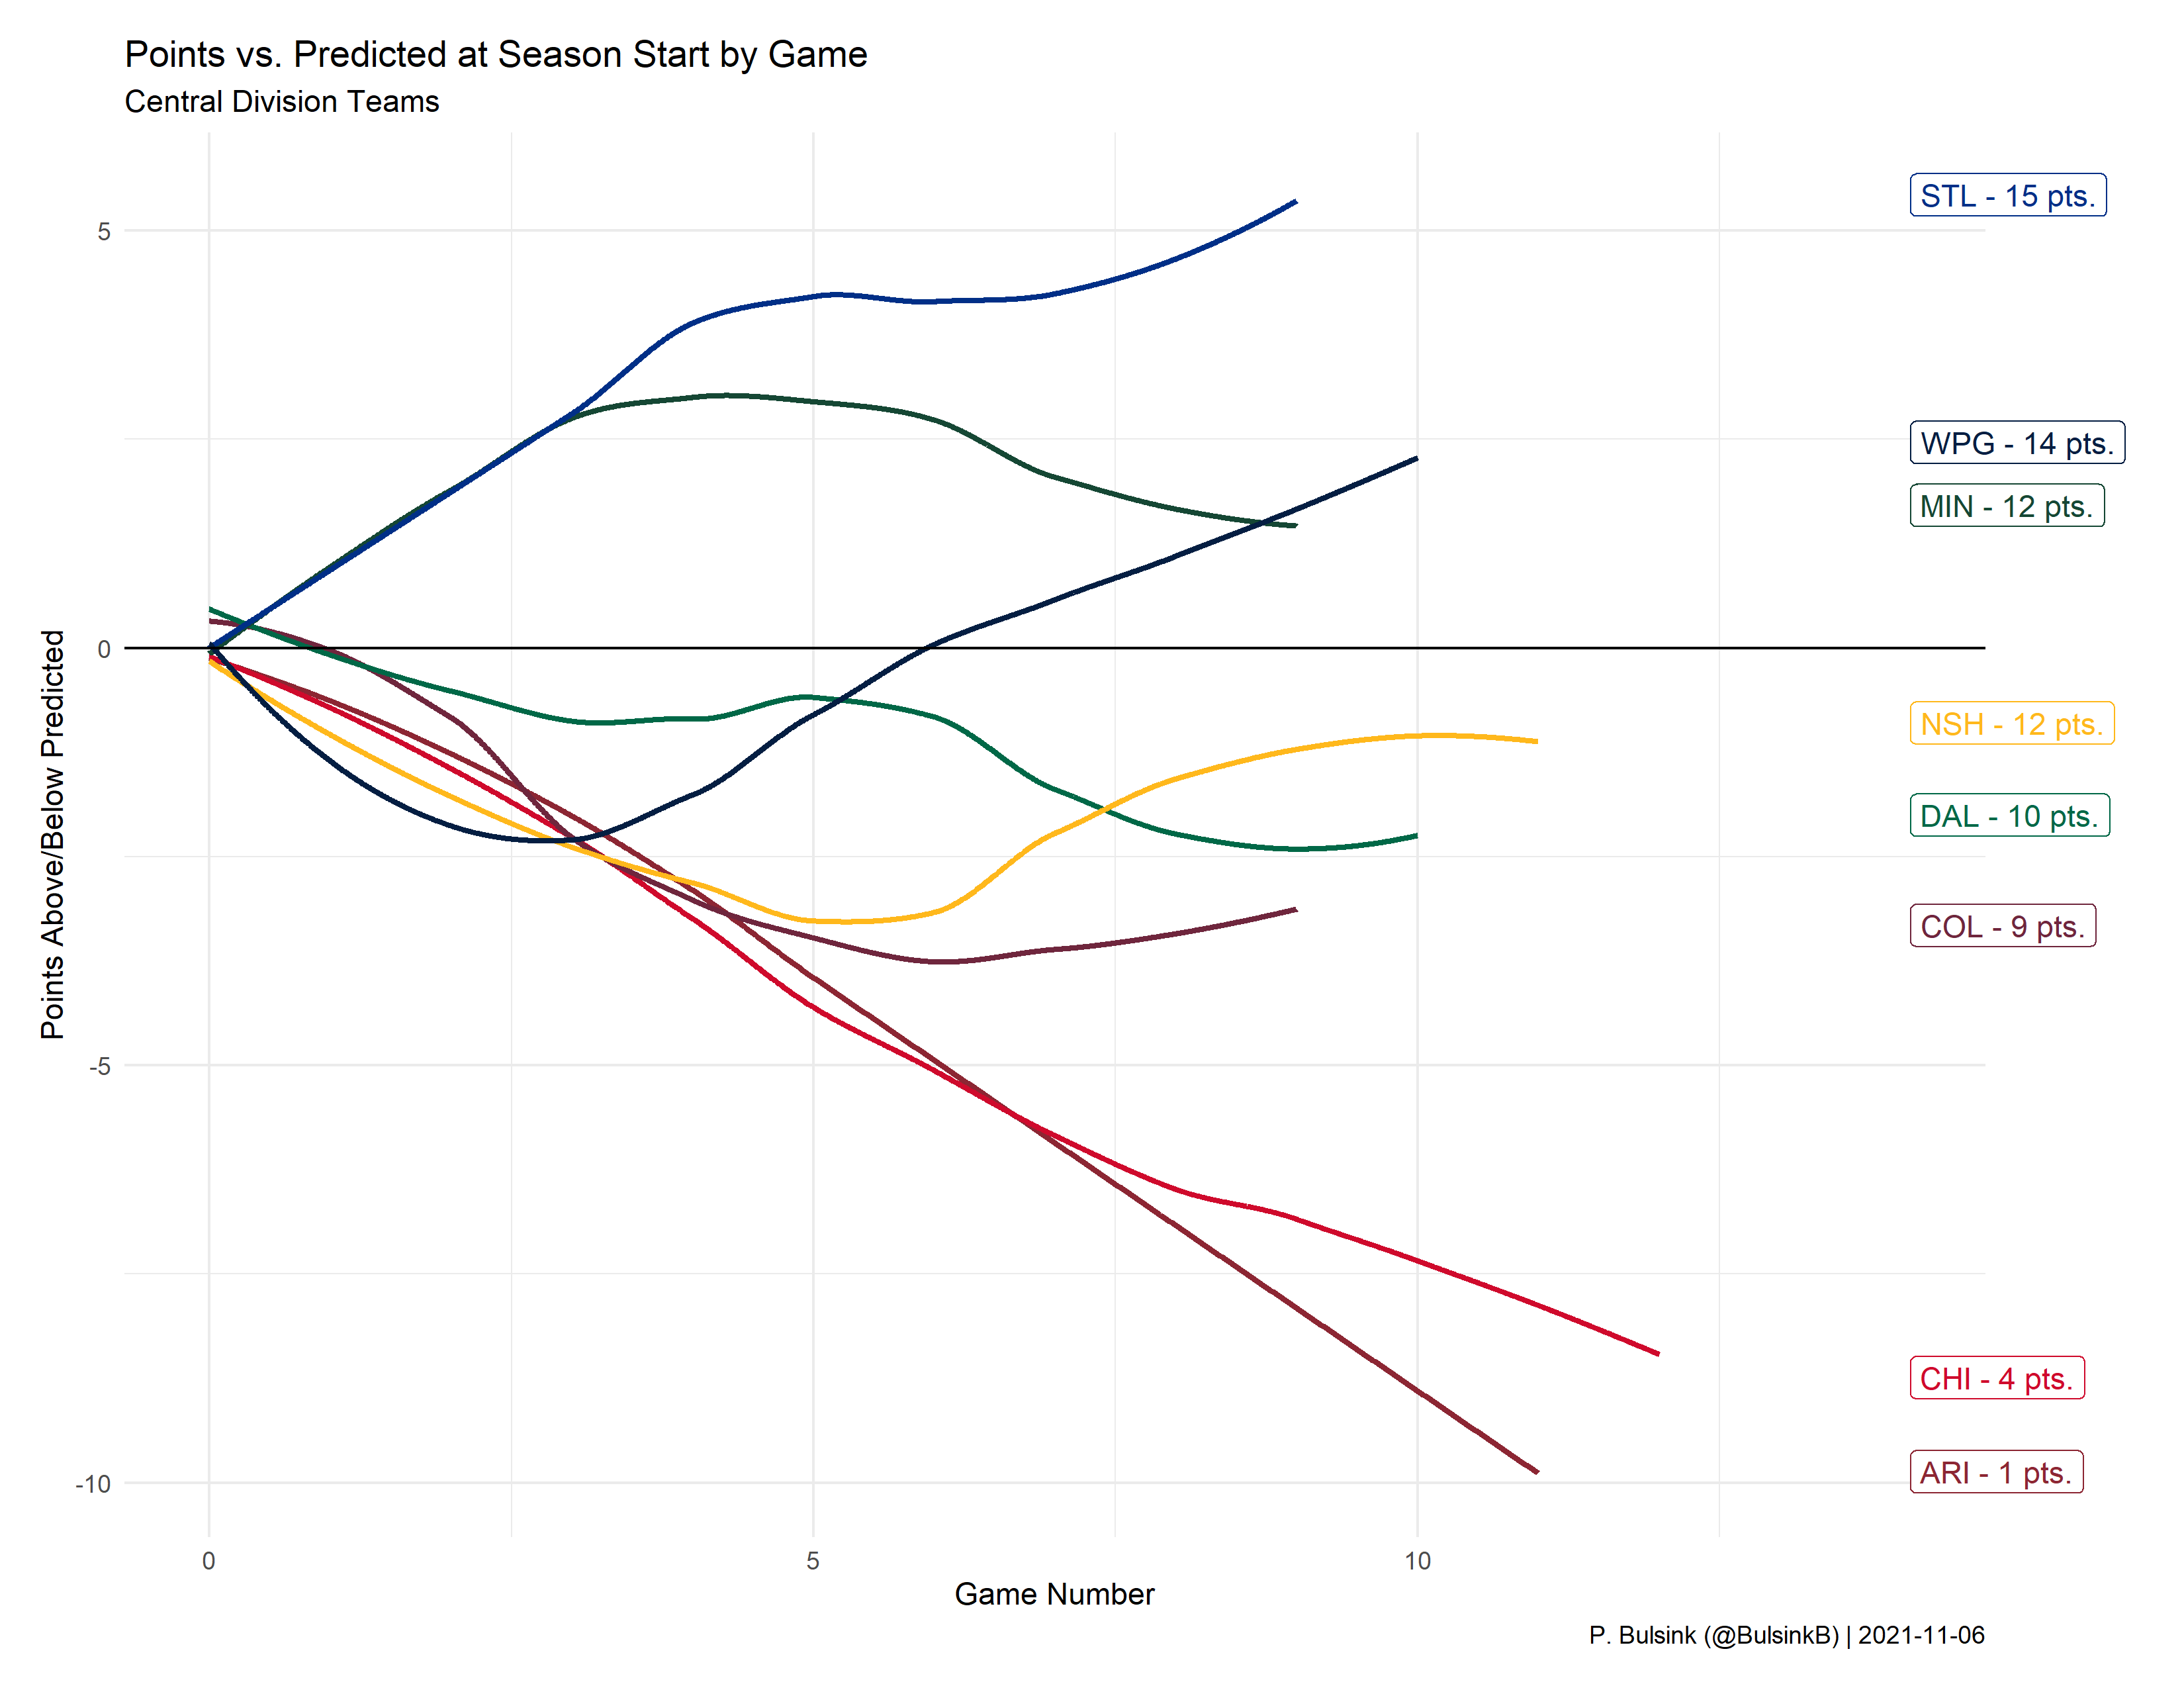 Points vs. Predicted at Season Start by Game
Central Division Teams
Points Above/Below Predicted
5
0
-5
-10
STL - 15 pts.
WPG - 14 pts.
MIN - 12 pts.
NSH - 12 pts.
DAL - 10 pts.
COL - 9 pts.
CHI - 4 pts.
ARI - 1 pts.
0 5 10
Game Number
P. Bulsink (@BulsinkB) | 2021-11-06